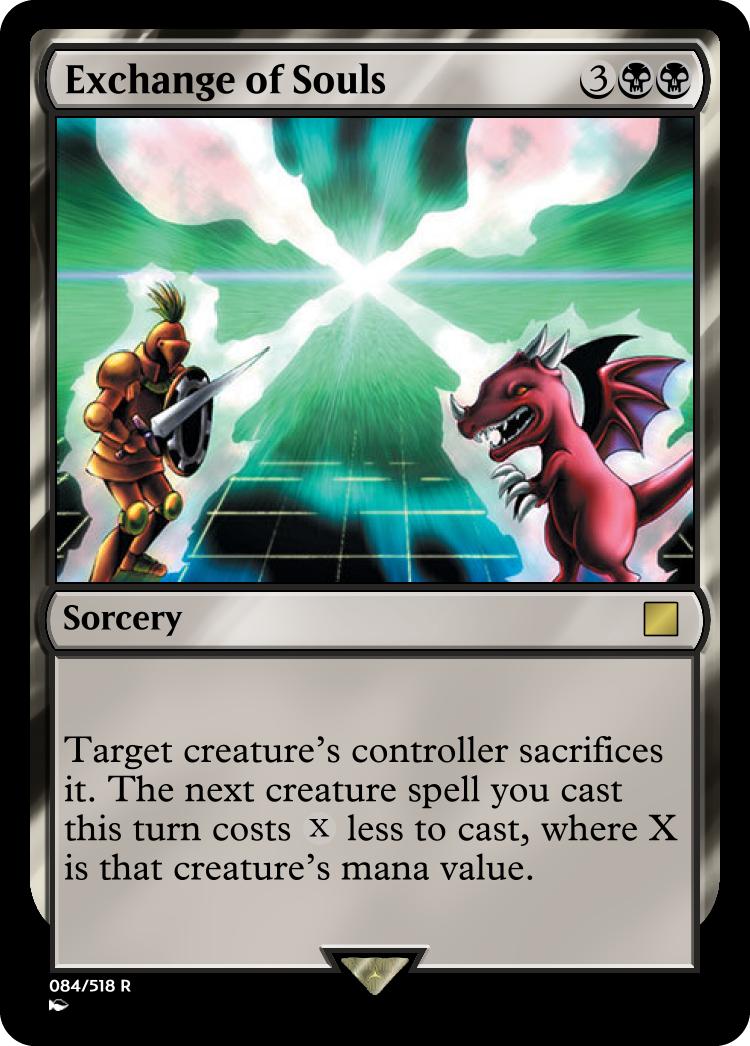 Exchange of Souls 3
Sorcery
Target creature’s controller sacrifices
it. The next creature spell you cast
this turn costs X less to cast, where X
is that creature’s mana value.
084/518 R